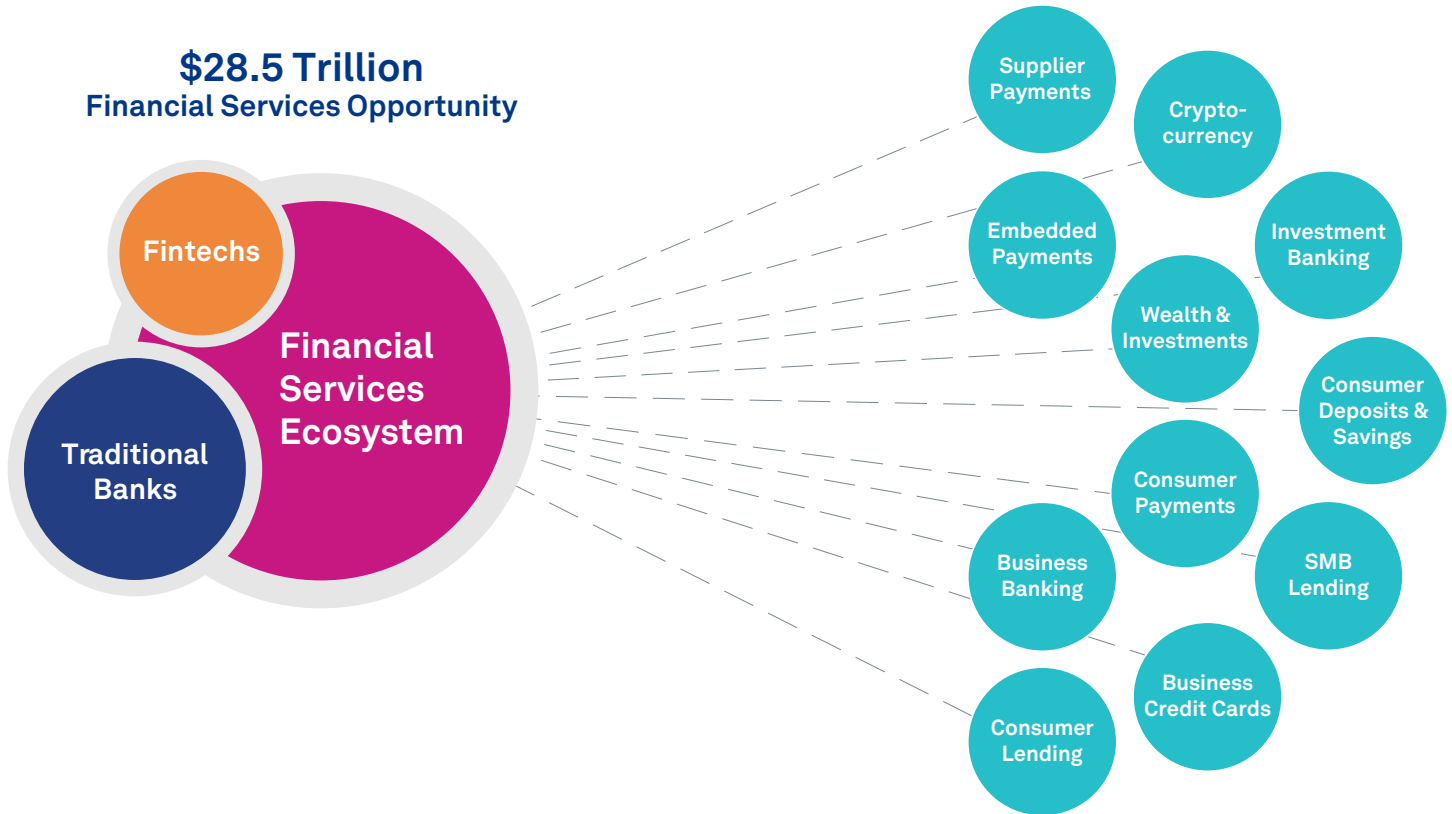 $28.5 Trillion
Financial Services Opportunity
Fintechs
Traditional
Banks
Financial
Services
Ecosystem
Supplier
Payments
Crypto-
currency
Embedded
Payments
Investment
Banking
Wealth &
Investments
Consumer
Deposits &
Savings
Consumer
Payments
Business
Banking
SMB
Lending
Business
Credit Cards
Consumer
Lending